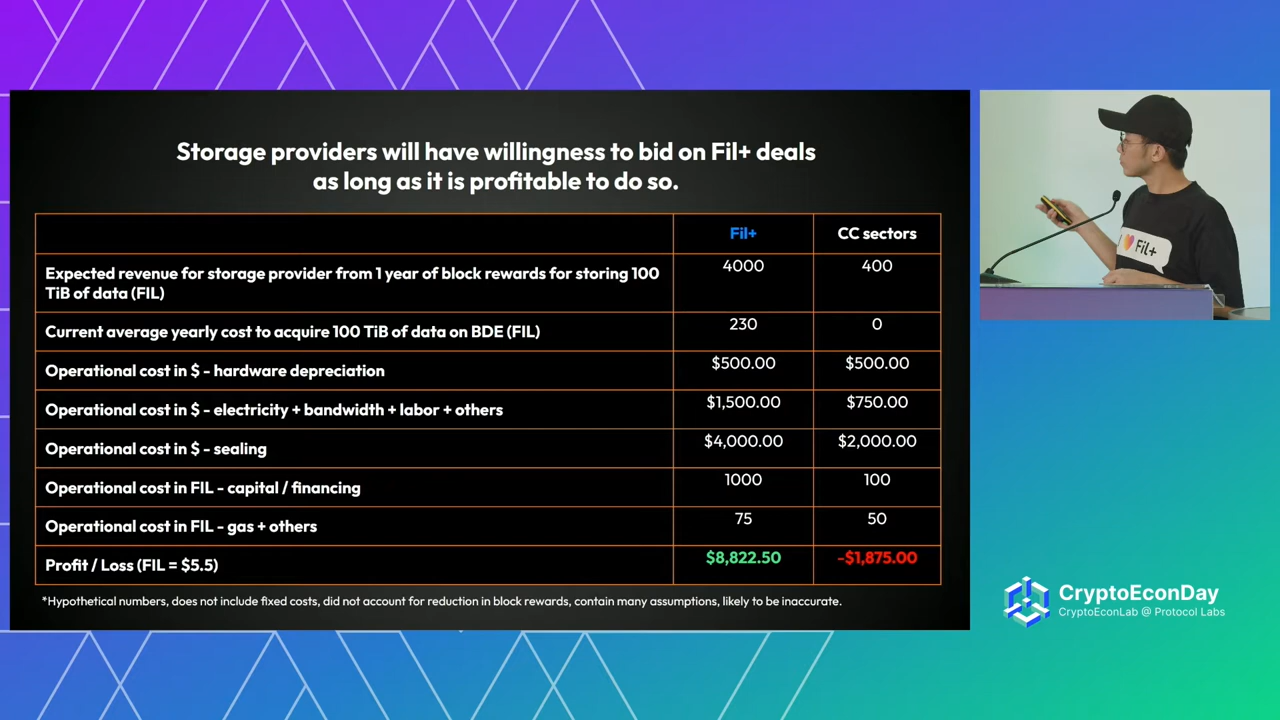 Storage providers will have willingness to bid on Fil+ deals
as long as it is profitable to do so.
Fil+ CC sectors
Expected revenue for storage provider from 1 year of block rewards for storing 100 4000 400
TiB of data (FIL)
Current average yearly cost to acquire 100 TiB of data on BDE (FIL) 230 0
Operational cost in $ - hardware depreciation $500.00 $500.00
Operational cost in $ - electricity + bandwidth + labor + others $1,500.00 $750.00
Operational cost in $ - sealing $4,000.00 $2,000.00
Operational cost in FIL - capital / financing 1000 100
Operational cost in FIL - gas + others 75 50
Profit / Loss (FIL = $5.5) $8,822.50 -$1,875.00
*Hypothetical numbers, does not include fixed costs, did not account for reduction in block rewards, contain many assumptions, likely to be inaccurate.
Fil+
CryptoEconDay
CryptoEconLab @ Protocol Labs